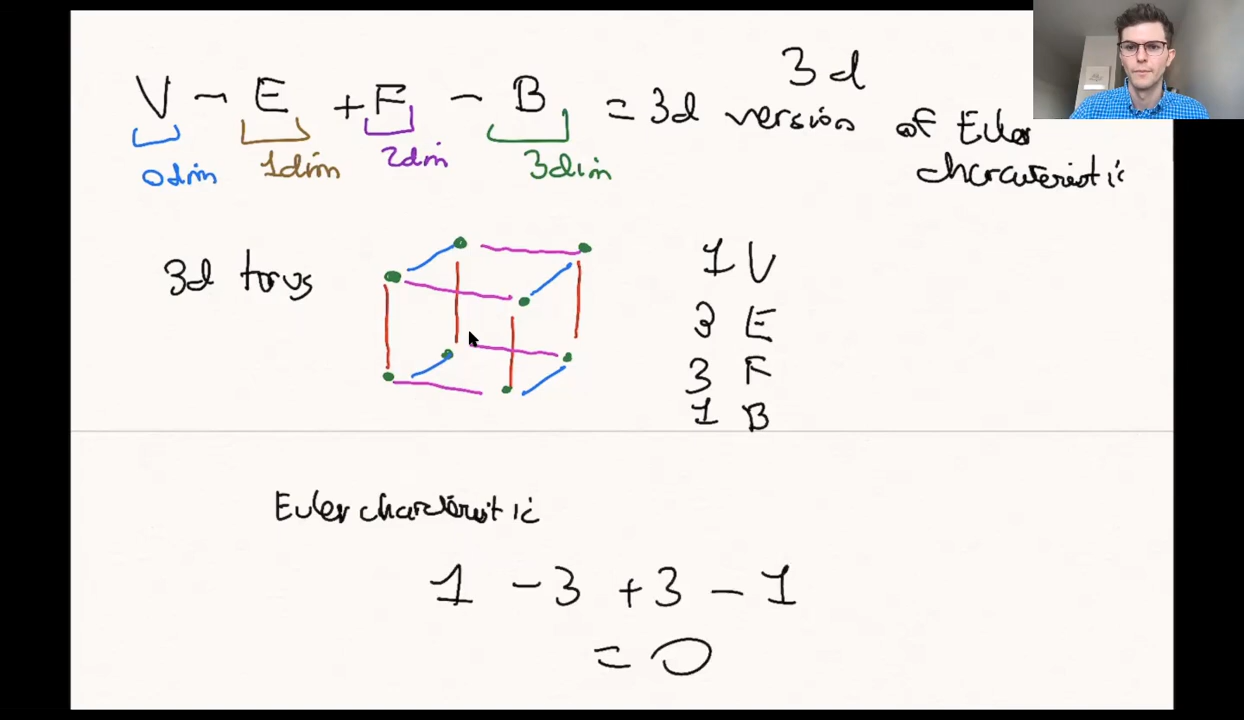 3d
V - E + F - B = 3d version of Euler
0dim 1dim 2dim 3dim
characteristic
3d torus
1 V
3 E
3 F
1 B
Euler characteristic
1 - 3 + 3 - 1
= 0